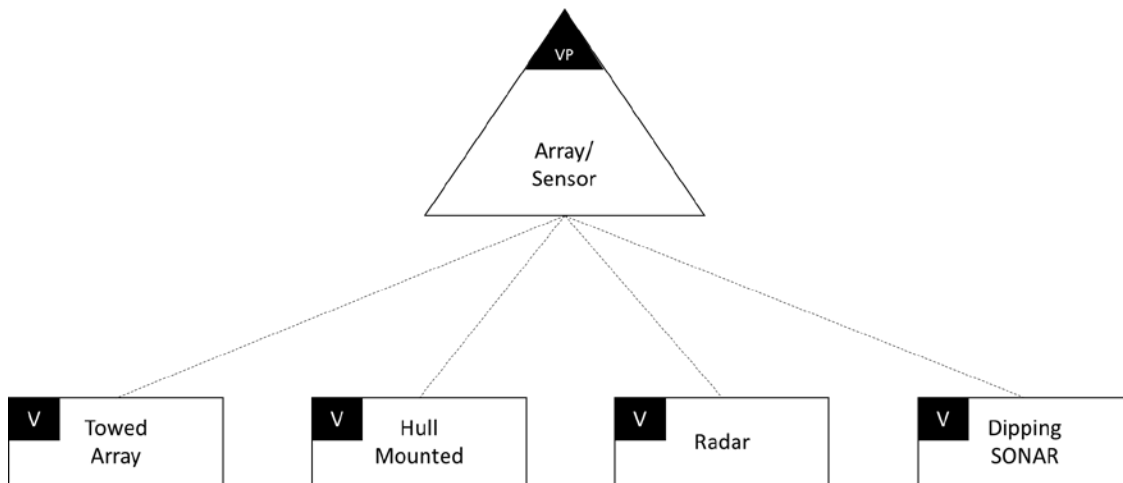 VP
Array/
Sensor
V
Towed
Array
V
Hull
Mounted
V
Radar
V
Dipping
SONAR